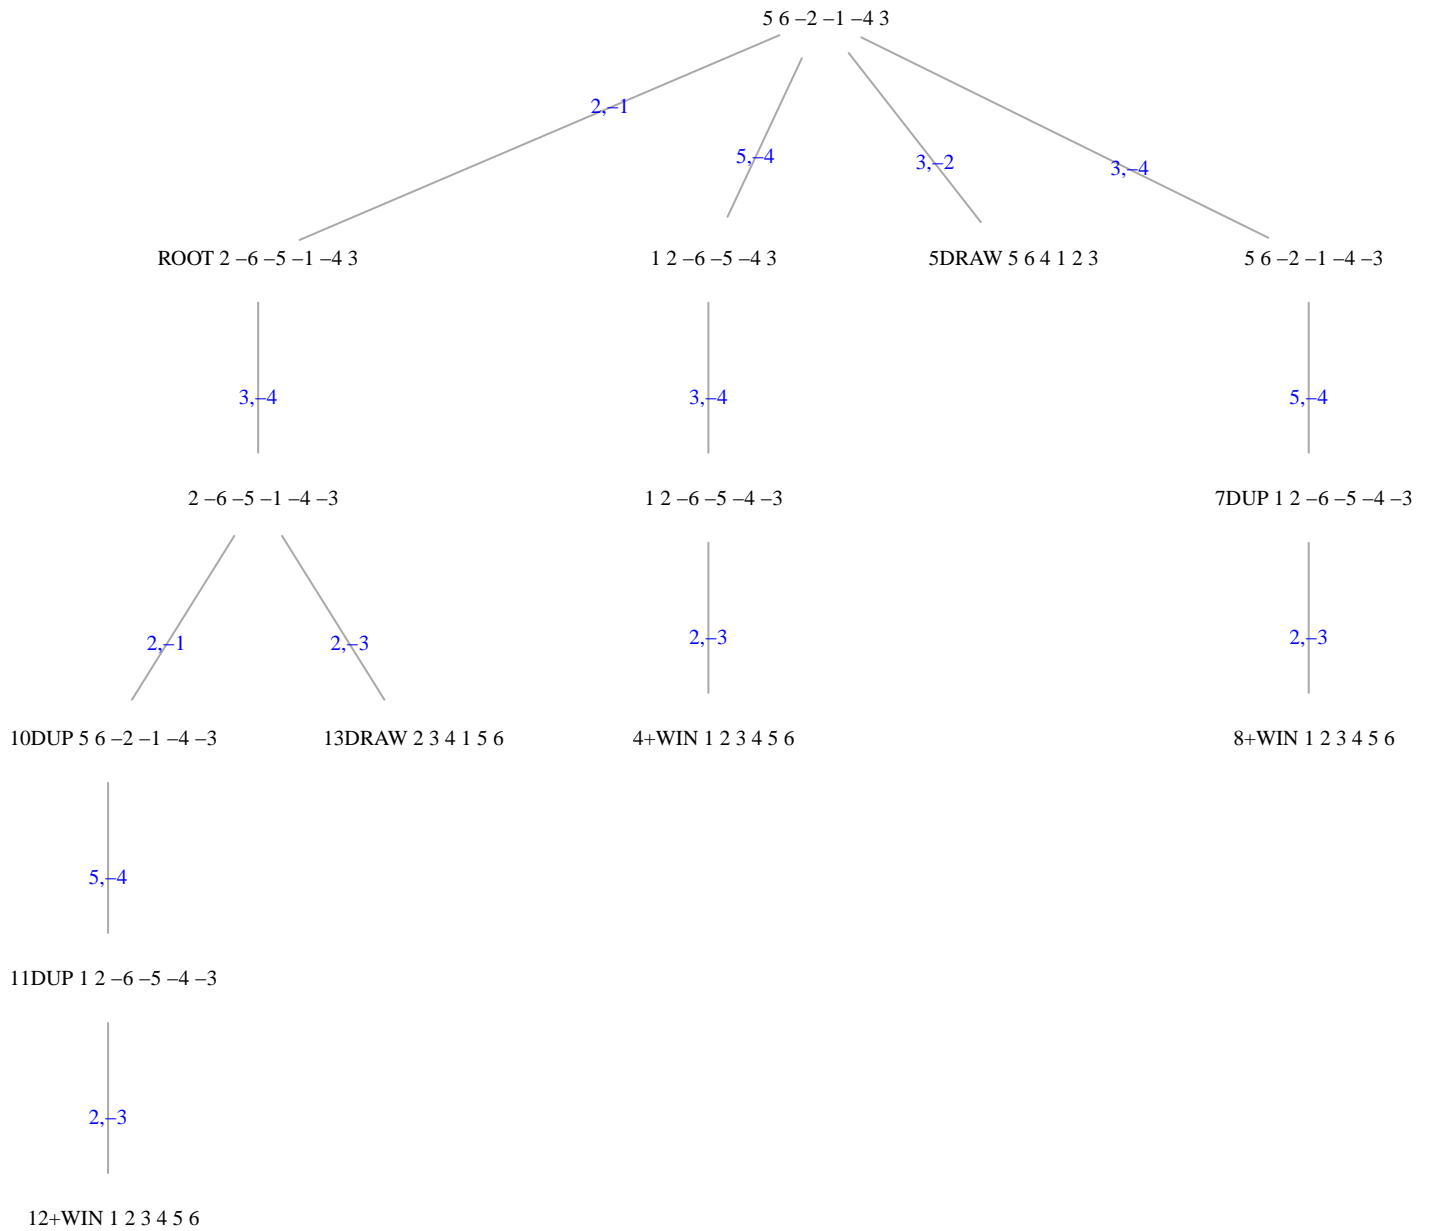 5 6 –2 –1 –4 3
2,–1
5,–4
3,–2
3,–4
ROOT 2 –6 –5 –1 –4 3
1 2 –6 –5 –4 3
5DRAW 5 6 4 1 2 3
5 6 –2 –1 –4 –3
3,–4
3,–4
5,–4
2 –6 –5 –1 –4 –3
1 2 –6 –5 –4 –3
7DUP 1 2 –6 –5 –4 –3
2,–1
2,–3
2,–3
2,–3
10DUP 5 6 –2 –1 –4 –3
13DRAW 2 3 4 1 5 6
4+WIN 1 2 3 4 5 6
8+WIN 1 2 3 4 5 6
5,–4
11DUP 1 2 –6 –5 –4 –3
2,–3
12+WIN 1 2 3 4 5 6